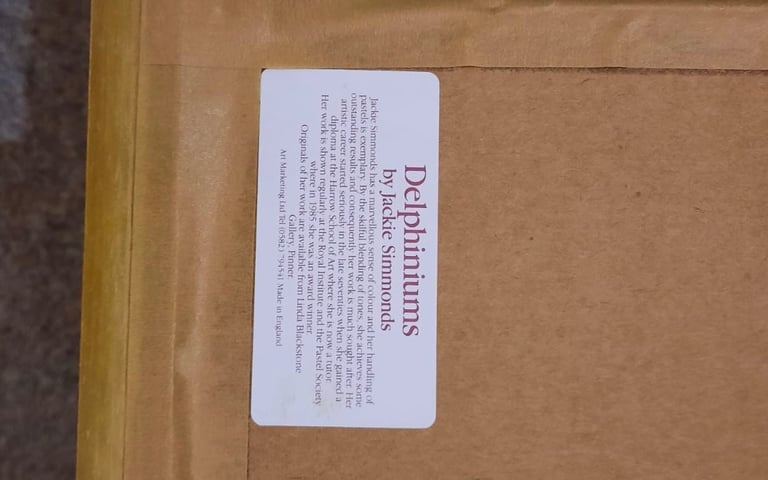 Delphiniums
by Jackie Simmonds
Jackie Simmonds has a marvellous sense of colour and her handling of
pastels is exemplary. By the skilful blending of tones, she achieves some
outstanding results and consequently her work is much sought after. Her
artistic career started seriously in the late seventies when she gained a
diploma at the Harrow School of Art where she is now a tutor.
Her work is shown regularly at the Royal Institute and the Pastel Society
where in 1985 she was an award winner.
Originals of her work are available from Linda Blackstone
Gallery, Pinner.
Art Marketing Ltd Tel (0582) Made in England